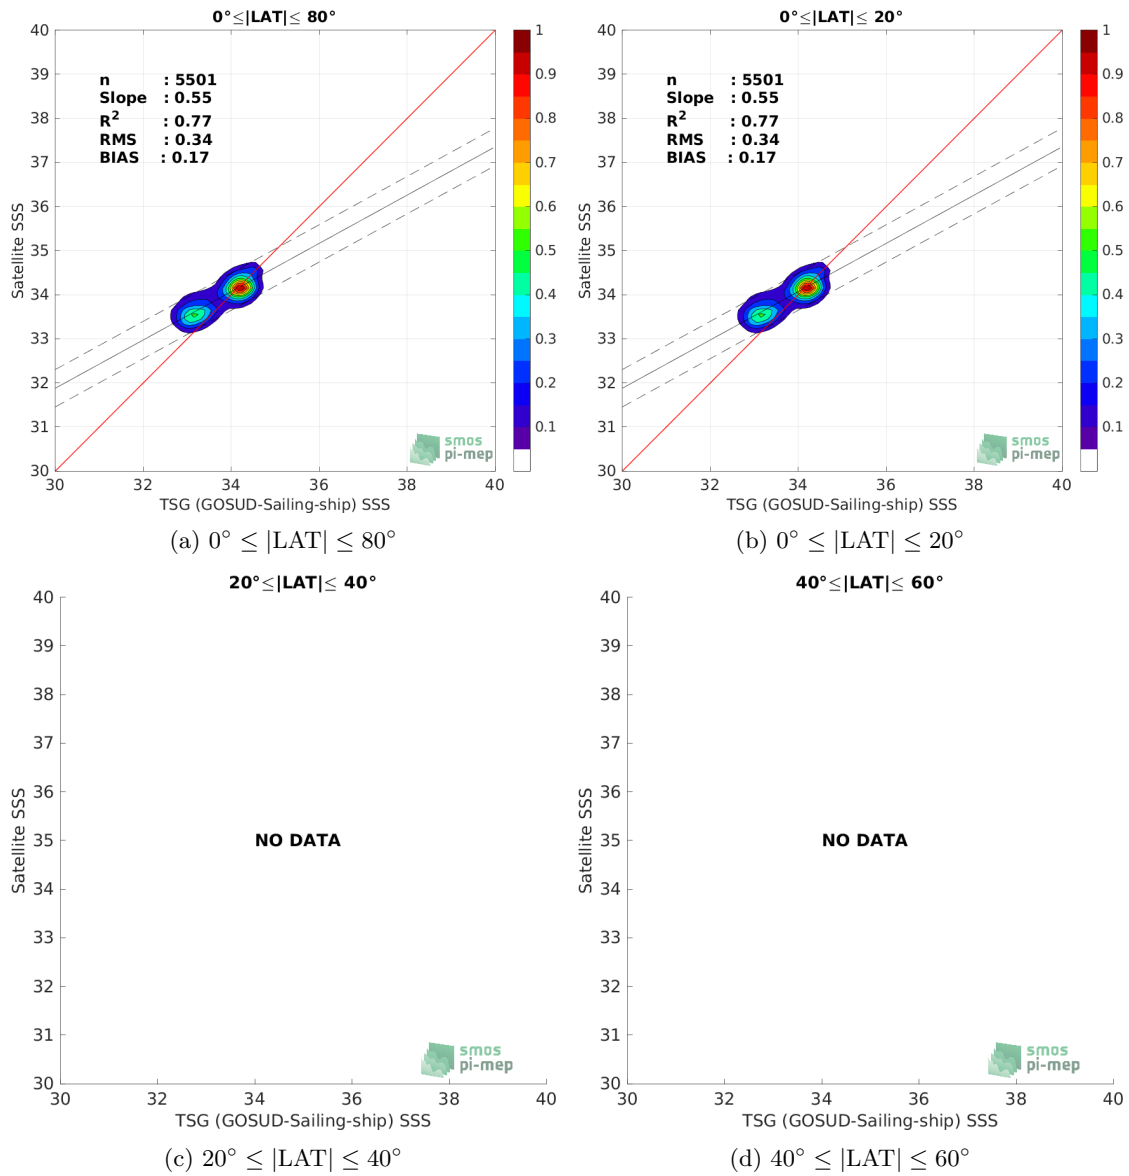 0°≤|LAT|≤ 80°
40
39
38
37
36
35
34
33
32
31
30
Satellite SSS
n : 5501
Slope : 0.55
R² : 0.77
RMS : 0.34
BIAS : 0.17
1
0.9
0.8
0.7
0.6
0.5
0.4
0.3
0.2
0.1
smos
pi-mep
30 32 34 36 38 40
TSG (GOSUD-Sailing-ship) SSS
(a) 0° ≤ |LAT| ≤ 80°
0°≤|LAT|≤ 20°
40
39
38
37
36
35
34
33
32
31
30
Satellite SSS
n : 5501
Slope : 0.55
R² : 0.77
RMS : 0.34
BIAS : 0.17
1
0.9
0.8
0.7
0.6
0.5
0.4
0.3
0.2
0.1
smos
pi-mep
30 32 34 36 38 40
TSG (GOSUD-Sailing-ship) SSS
(b) 0° ≤ |LAT| ≤ 20°
20°≤|LAT|≤ 40°
40
39
38
37
36
35
34
33
32
31
30
Satellite SSS
NO DATA
smos
pi-mep
30 32 34 36 38 40
TSG (GOSUD-Sailing-ship) SSS
(c) 20° ≤ |LAT| ≤ 40°
40°≤|LAT|≤ 60°
40
39
38
37
36
35
34
33
32
31
30
Satellite SSS
NO DATA
smos
pi-mep
30 32 34 36 38 40
TSG (GOSUD-Sailing-ship) SSS
(d) 40° ≤ |LAT| ≤ 60°